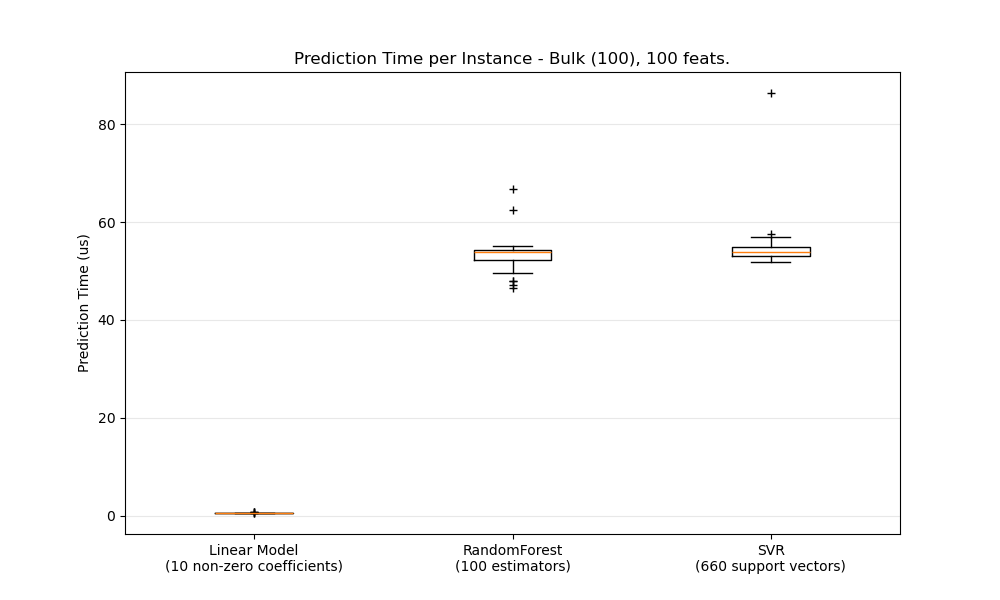 Prediction Time per Instance - Bulk (100), 100 feats.
Prediction Time (us)
80
60
40
20
0
Linear Model
(10 non-zero coefficients)
RandomForest
(100 estimators)
SVR
(660 support vectors)